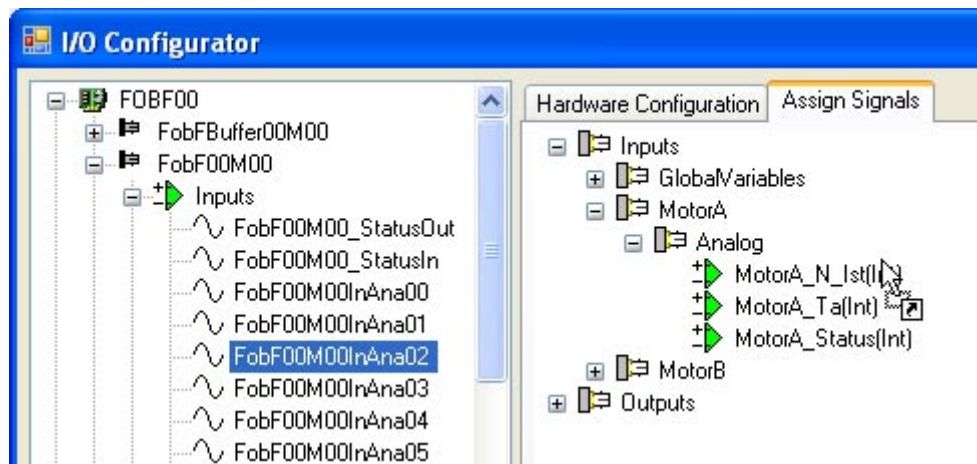 I/O Configurator
FOBF00
FobFBuffer00M00
FobF00M00
Inputs
FobF00M00_StatusOut
FobF00M00_StatusIn
FobF00M00InAna00
FobF00M00InAna01
FobF00M00InAna02
FobF00M00InAna03
FobF00M00InAna04
FobF00M00InAna05
Hardware Configuration
Assign Signals
Inputs
GlobalVariables
MotorA
Analog
MotorA_N_Ist(In)
MotorA_Ta(Int)
MotorA_Status(Int)
MotorB
Outputs